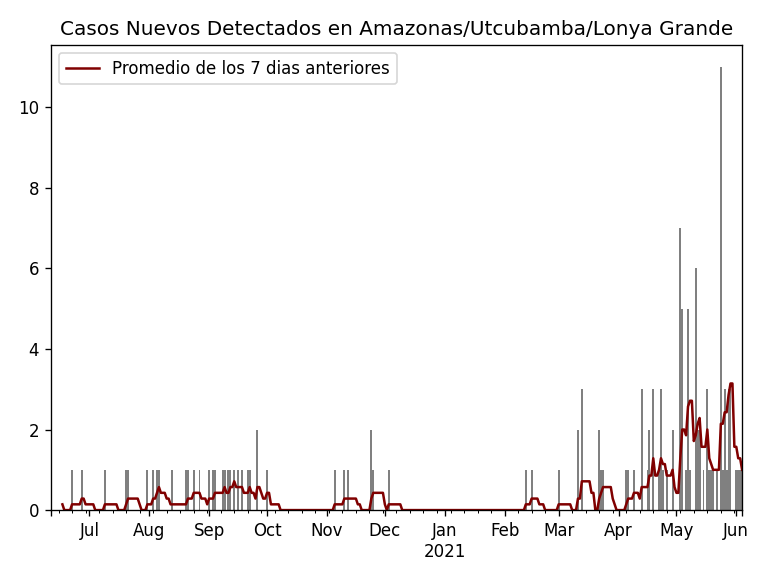 Casos Nuevos Detectados en Amazonas/Utcubamba/Lonya Grande
Promedio de los 7 dias anteriores
10
8
6
4
2
0
Jul Aug Sep Oct Nov Dec Jan Feb Mar Apr May Jun
2021